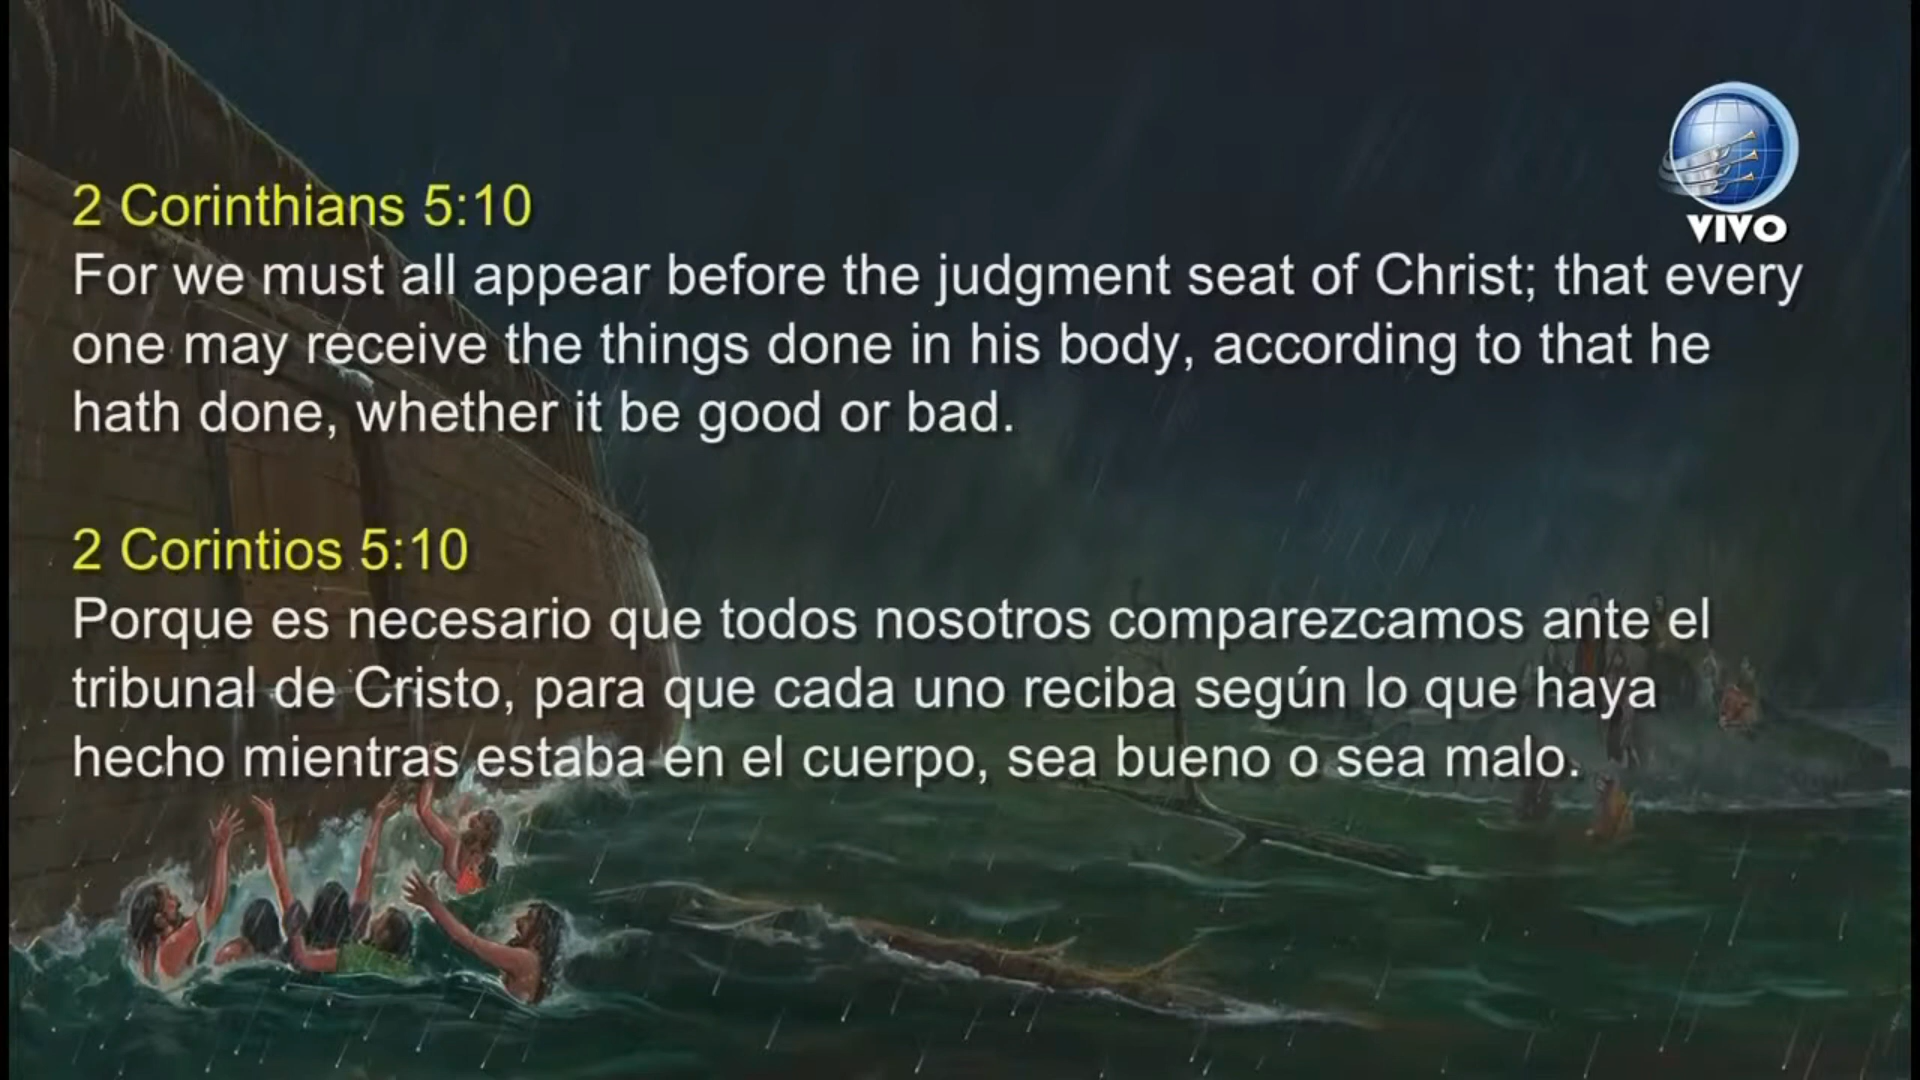 VIVO
2 Corinthians 5:10
For we must all appear before the judgment seat of Christ; that every
one may receive the things done in his body, according to that he
hath done, whether it be good or bad.
2 Corintios 5:10
Porque es necesario que todos nosotros comparezcamos ante el
tribunal de Cristo, para que cada uno reciba según lo que haya
hecho mientras estaba en el cuerpo, sea bueno o sea malo.